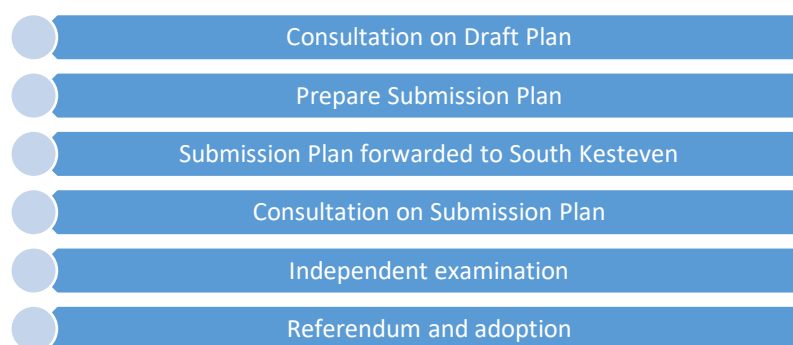 Consultation on Draft Plan
Prepare Submission Plan
Submission Plan forwarded to South Kesteven
Consultation on Submission Plan
Independent examination
Referendum and adoption